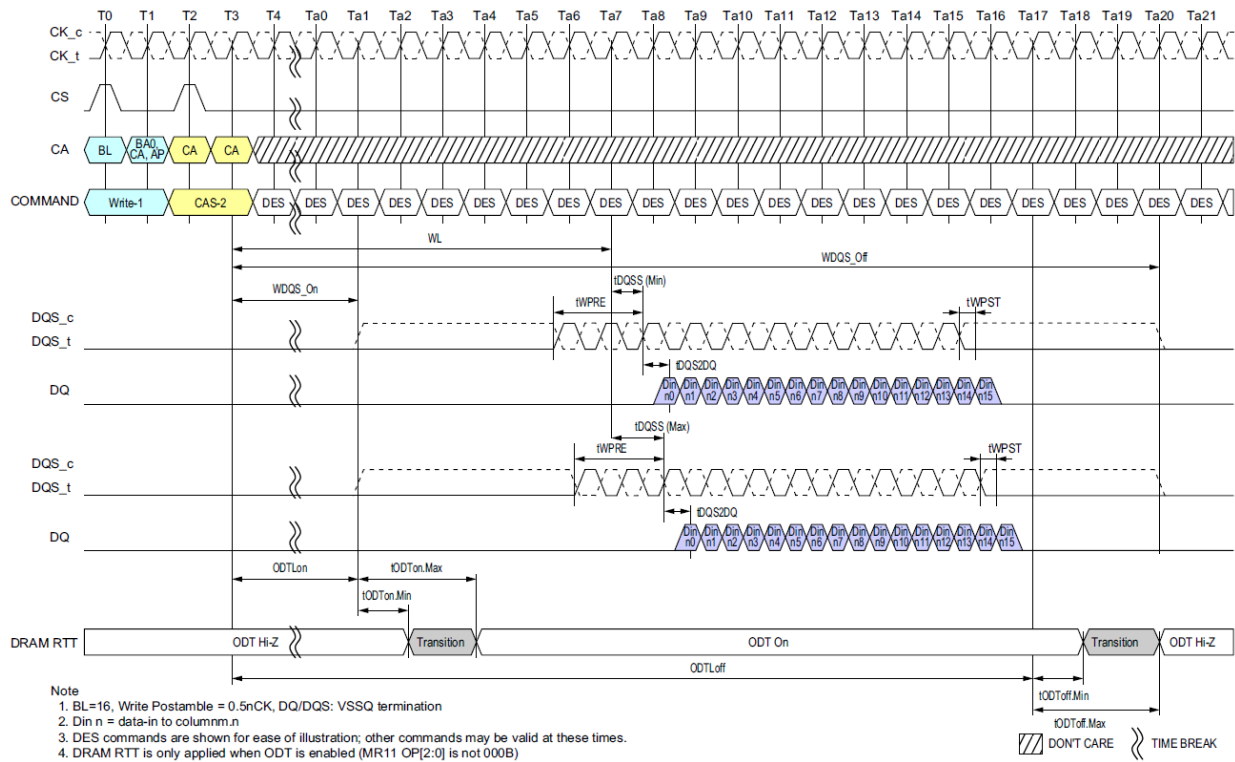 T0 T1 T2 T3 T4 Ta0 Ta1 Ta2 Ta3 Ta4 Ta5 Ta6 Ta7 Ta8 Ta9 Ta10 Ta11 Ta12 Ta13 Ta14 Ta15 Ta16 Ta17 Ta18 Ta19 Ta20 Ta21
CK_c
CK_t
CS
CA BL BA0, CA, AP CA CA
COMMAND Write-1 CAS-2 DES DES DES DES DES DES DES DES DES DES DES DES DES DES DES DES DES DES DES DES DES DES DES
WL
WDQS_Off
WDQS_On
tDQSS (Min)
tWPRE tWPST
DQS_c
DQS_t
tDQS2DQ
DQ Din n0 Din n1 Din n2 Din n3 Din n4 Din n5 Din n6 Din n7 Din n8 Din n9 Din n10 Din n11 Din n12 Din n13 Din n14 Din n15
tDQSS (Max)
tWPRE tWPST
DQS_c
DQS_t
tDQS2DQ
DQ Din n0 Din n1 Din n2 Din n3 Din n4 Din n5 Din n6 Din n7 Din n8 Din n9 Din n10 Din n11 Din n12 Din n13 Din n14 Din n15
ODTLon tODTon.Max
tODTon.Min
DRAM RTT ODT Hi-Z Transition ODT On Transition ODT Hi-Z
ODTLoff
tODToff.Min
tODToff.Max
Note
1. BL=16, Write Postamble = 0.5nCK, DQ/DQS: VSSQ termination
2. Din n = data-in to columnm.n
3. DES commands are shown for ease of illustration; other commands may be valid at these times.
4. DRAM RTT is only applied when ODT is enabled (MR11 OP[2:0] is not 000B)
DON'T CARE TIME BREAK